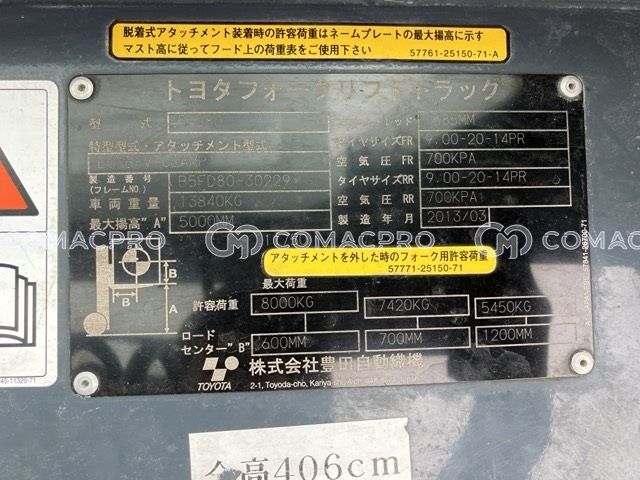 脱着式アタッチメント装着時の許容荷重はネームプレートの最大揚高に示す
マスト高に従ってフード上の荷重表をご使用下さい
57761-25150-71-A
トヨタフォークリフトトラック
型 式
トレッド
MM
特型型式・アタッチメント型式
タイヤサイズFR 9.00-20-14PR
空気圧 FR 700KPA
製造番号
(フレームNO.) B5FD80-30229
タイヤサイズRR 9.00-20-14PR
車両重量 13840KG
空気圧 RR 700KPA
最大揚高"A" 5000MM
製造年 2013/03
COMACPRO COMACPRO COMACPRO
アタッチメントを外した時のフォーク用許容荷重
57771-25150-71
B
B
A
最大荷重
許容荷重 8000KG 7420KG 5450KG
ロード
センター"B" 600MM 700MM 1200MM
TOYOTA
株式会社豊田自動織機
2-1, Toyoda-cho, Kariya-shi,
45-11320-71
全高406cm